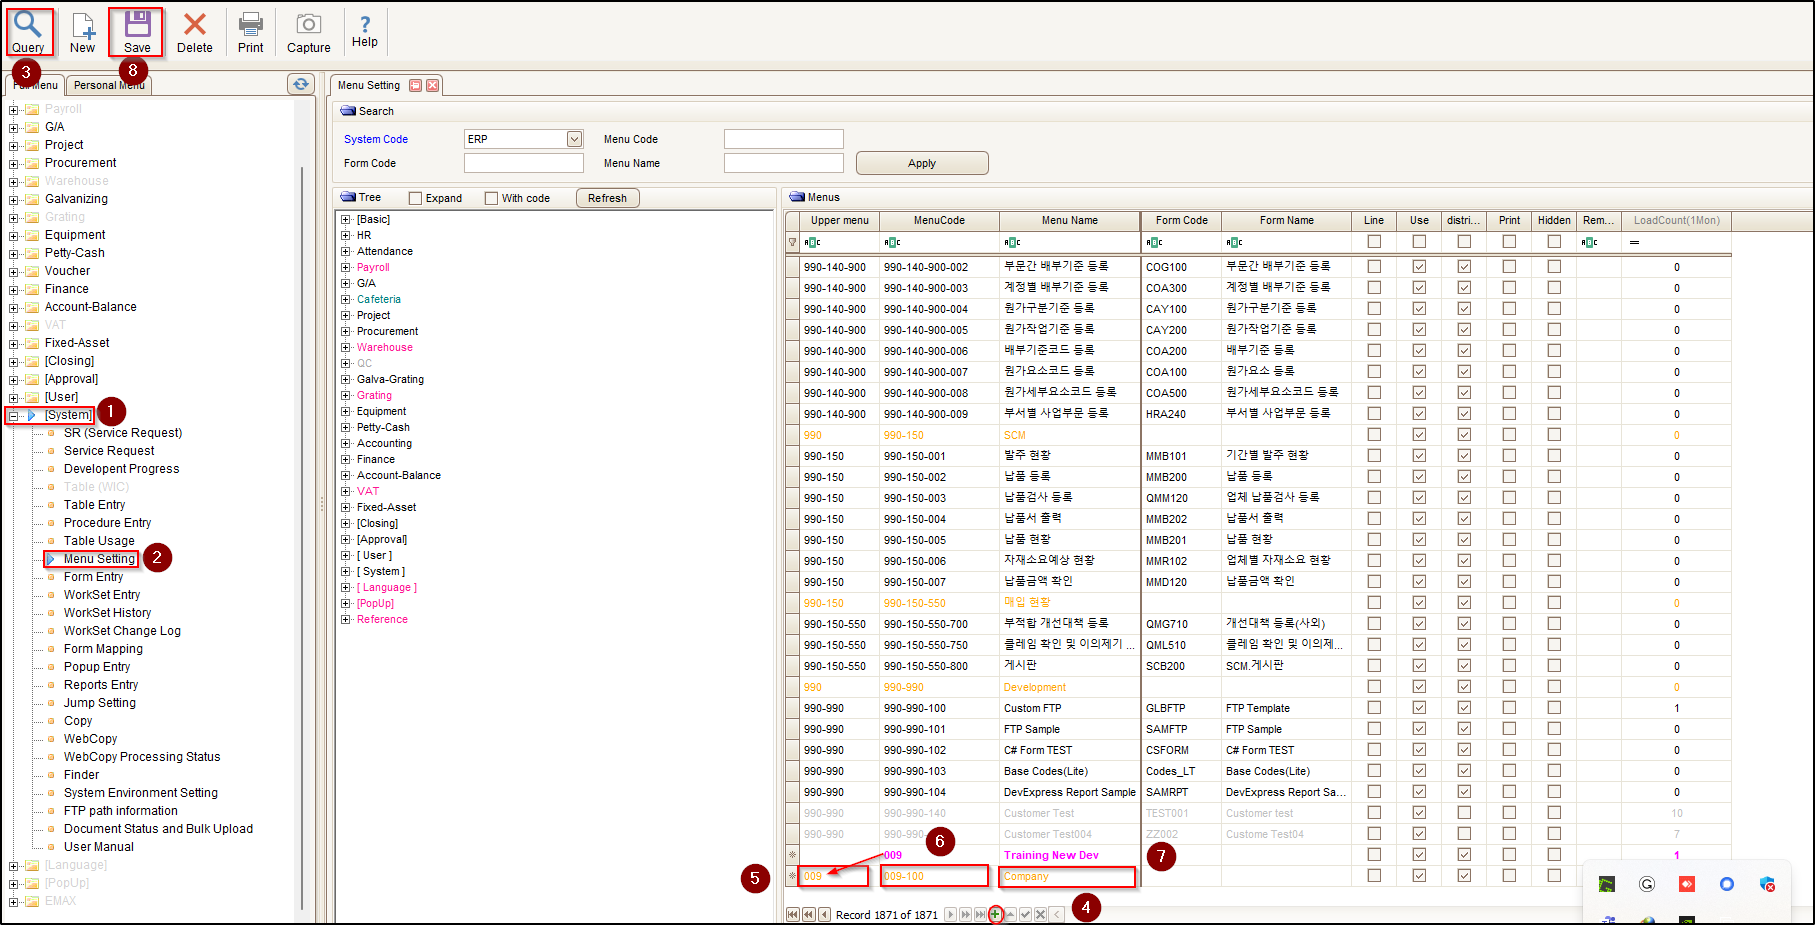 Query New Save Delete Print Capture Help
3 8
Menu Personal Menu
Payroll
G/A
Project
Procurement
Warehouse
Galvanizing
Grating
Equipment
Petty-Cash
Voucher
Finance
Account-Balance
VAT
Fixed-Asset
[Closing]
[Approval]
[User]
[System] 1
SR (Service Request)
Service Request
Developent Progress
Table (WIC)
Table Entry
Procedure Entry
Table Usage
Menu Setting 2
Form Entry
WorkSet Entry
WorkSet History
WorkSet Change Log
Form Mapping
Popup Entry
Reports Entry
Jump Setting
Copy
WebCopy
WebCopy Processing Status
Finder
System Environment Setting
FTP path information
Document Status and Bulk Upload
User Manual
[Language]
[PopUp]
EMAX
Menu Setting
Search
System Code ERP Menu Code
Form Code Menu Name Apply
Tree Expand With code Refresh
[Basic]
HR
Attendance
Payroll
G/A
Cafeteria
Project
Procurement
Warehouse
QC
Galva-Grating
Grating
Equipment
Petty-Cash
Accounting
Finance
Account-Balance
VAT
Fixed-Asset
[Closing]
[Approval]
[ User ]
[ System ]
[ Language ]
[PopUp]
Reference
Menus
Upper menu MenuCode Menu Name Form Code Form Name Line Use distri... Print Hidden Rem... LoadCount(1Mon)
ABC ABC ABC ABC ABC ABC =
990-140-900 990-140-900-002 부문간 배부기준 등록 COG100 부문간 배부기준 등록 0
990-140-900 990-140-900-003 계정별 배부기준 등록 COA300 계정별 배부기준 등록 0
990-140-900 990-140-900-004 원가구분기준 등록 CAY100 원가구분기준 등록 0
990-140-900 990-140-900-005 원가작업기준 등록 CAY200 원가작업기준 등록 0
990-140-900 990-140-900-006 배부기준코드 등록 COA200 배부기준 등록 0
990-140-900 990-140-900-007 원가요소코드 등록 COA100 원가요소 등록 0
990-140-900 990-140-900-008 원가세부요소코드 등록 COA500 원가세부요소코드 등록 0
990-140-900 990-140-900-009 부서별 사업부문 등록 HRA240 부서별 사업부문 등록 0
990 990-150 SCM 0
990-150 990-150-001 발주 현황 MMB101 기간별 발주 현황 0
990-150 990-150-002 납품 등록 MMB200 납품 등록 0
990-150 990-150-003 납품검사 등록 QMM120 업체 납품검사 등록 0
990-150 990-150-004 납품서 출력 MMB202 납품서 출력 0
990-150 990-150-005 납품 현황 MMB201 납품 현황 0
990-150 990-150-006 자재소요예상 현황 MMR102 업체별 자재소요 현황 0
990-150 990-150-007 납품금액 확인 MMD120 납품금액 확인 0
990-150 990-150-550 매입 현황 0
990-150-550 990-150-550-700 부적합 개선대책 등록 QMG710 개선대책 등록(사외) 0
990-150-550 990-150-550-750 클레임 확인 및 이의제기 ... QML510 클레임 확인 및 이의제... 0
990-150-550 990-150-550-800 게시판 SCB200 SCM.게시판 0
990 990-990 Development 0
990-990 990-990-100 Custom FTP GLBFTP FTP Template 1
990-990 990-990-101 FTP Sample SAMFTP FTP Sample 0
990-990 990-990-102 C# Form TEST CSFORM C# Form TEST 0
990-990 990-990-103 Base Codes(Lite) Codes_LT Base Codes(Lite) 0
990-990 990-990-104 DevExpress Report Sample SAMRPT DevExpress Report Sa... 0
990-990 990-990-140 Customer Test TEST001 Customer test 10
990-990 990-990- Customer Test004 ZZ002 Custome Test04 7
009 6 Training New Dev 7 1
5 009 009-100 Company
Record 1871 of 1871 4